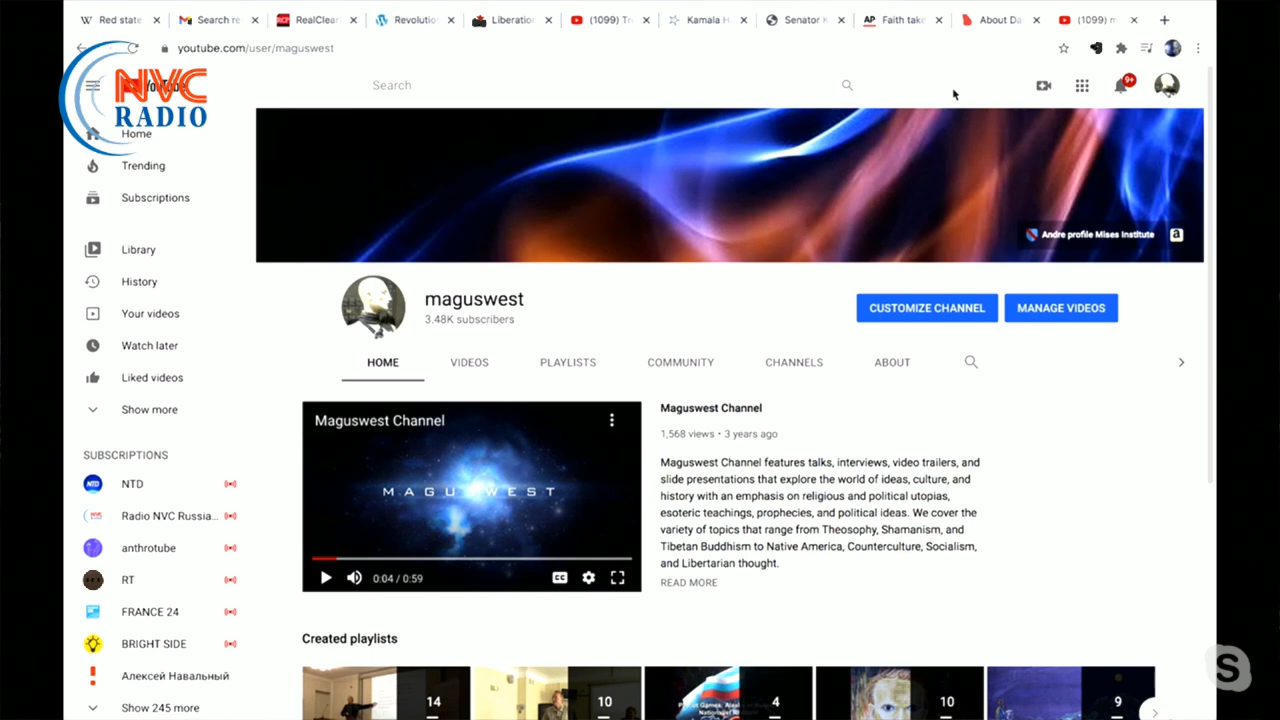 Red state
Search re
RealClear
Revolutio
Liberation
(1099) Tr
Kamala H
Senator K
Faith take
About Da
(1099) m
youtube.com/user/maguswest
NVC
RADIO
Search
9+
Home
Trending
Subscriptions
Library
History
Your videos
Watch later
Liked videos
Show more
SUBSCRIPTIONS
NTD
Radio NVC Russia...
anthrotube
RT
FRANCE 24
BRIGHT SIDE
Алексей Навальный
Show 245 more
Andre profile Mises Institute
maguswest
3.48K subscribers
CUSTOMIZE CHANNEL
MANAGE VIDEOS
HOME
VIDEOS
PLAYLISTS
COMMUNITY
CHANNELS
ABOUT
Maguswest Channel
MAGUSWEST
0:04 / 0:59
Maguswest Channel
1,568 views • 3 years ago
Maguswest Channel features talks, interviews, video trailers, and
slide presentations that explore the world of ideas, culture, and
history with an emphasis on religious and political utopias,
esoteric teachings, prophecies, and political ideas. We cover the
variety of topics that range from Theosophy, Shamanism, and
Tibetan Buddhism to Native America, Counterculture, Socialism,
and Libertarian thought.
READ MORE
Created playlists
14
10
4
10
9